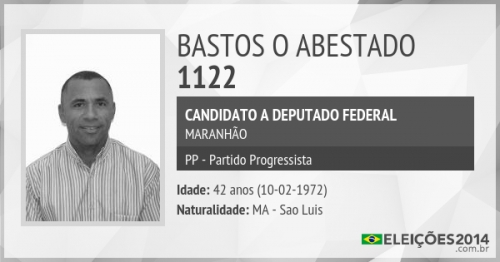 BASTOS O ABESTADO
1122
CANDIDATO A DEPUTADO FEDERAL
MARANHÃO
PP - Partido Progressista
Idade: 42 anos (10-02-1972)
Naturalidade: MA - Sao Luis
ELEIÇÕES2014
.com.br